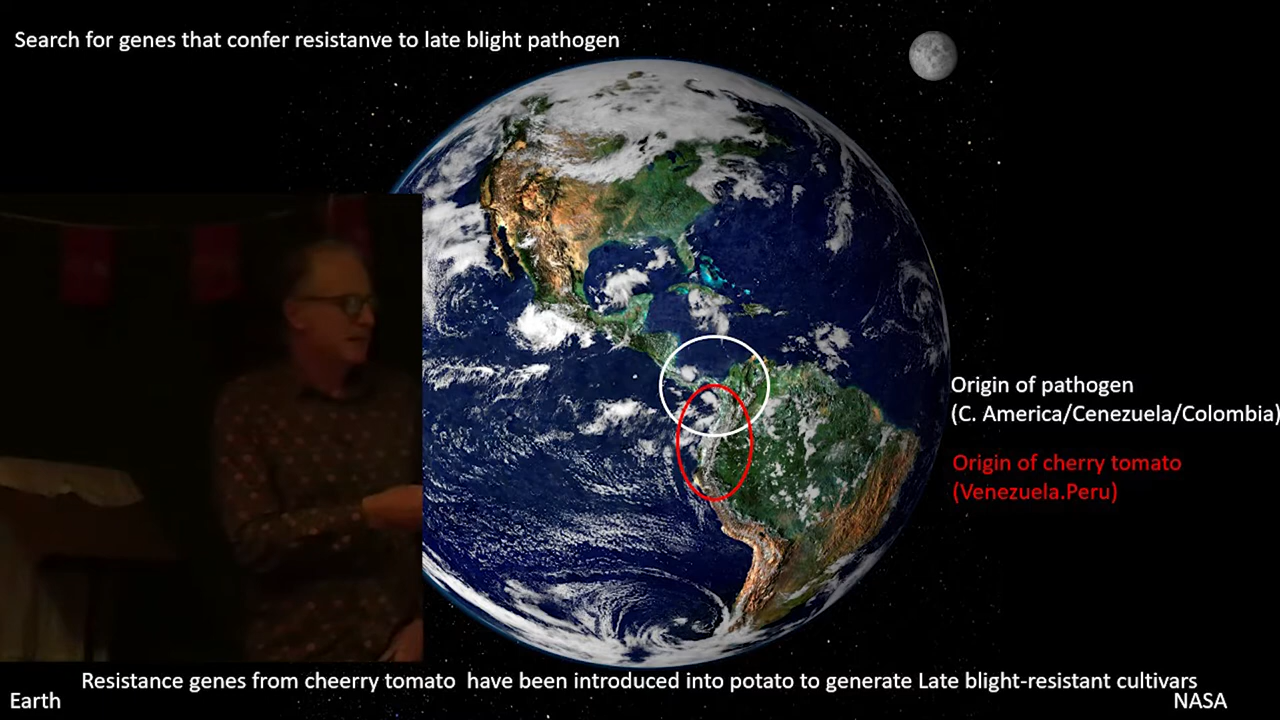 Search for genes that confer resistanve to late blight pathogen
Origin of pathogen
(C. America/Cenezuela/Colombia)
Origin of cherry tomato
(Venezuela.Peru)
Resistance genes from cheerry tomato have been introduced into potato to generate Late blight-resistant cultivars
Earth
NASA